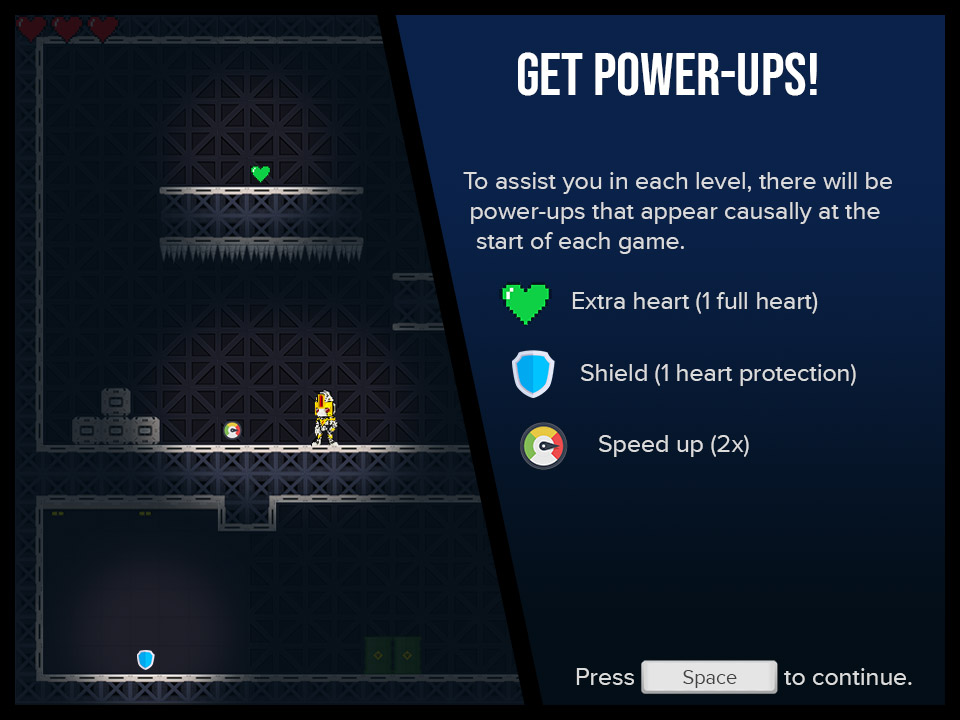 GET POWER-UPS!
To assist you in each level, there will be
power-ups that appear causally at the
start of each game.
Extra heart (1 full heart)
Shield (1 heart protection)
Speed up (2x)
Press Space to continue.